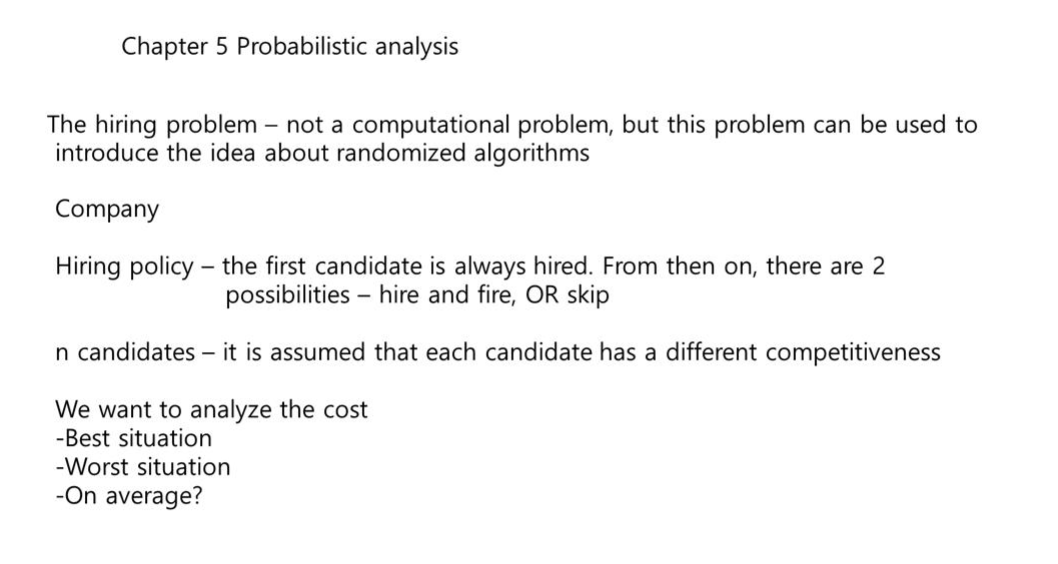 Chapter 5 Probabilistic analysis
The hiring problem – not a computational problem, but this problem can be used to
introduce the idea about randomized algorithms
Company
Hiring policy – the first candidate is always hired. From then on, there are 2
possibilities – hire and fire, OR skip
n candidates – it is assumed that each candidate has a different competitiveness
We want to analyze the cost
-Best situation
-Worst situation
-On average?